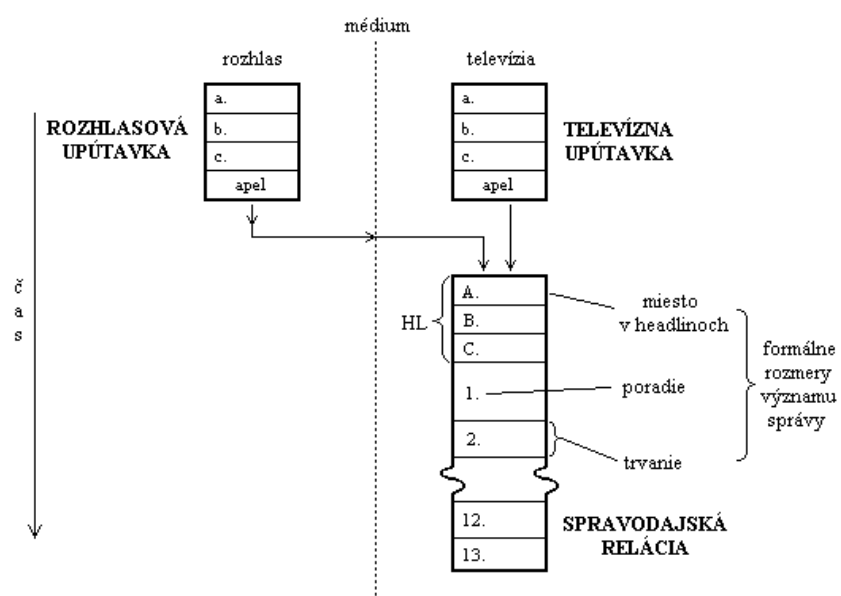 médium
rozhlas
televízia
a.
b.
c.
apel
ROZHLASOVÁ
UPÚTAVKA
a.
b.
c.
apel
TELEVÍZNA
UPÚTAVKA
č
a
s
HL
A.
B.
C.
1.
2.
12.
13.
miesto
v headlinoch
poradie
trvanie
formálne
rozmery
významu
správy
SPRAVODAJSKÁ
RELÁCIA